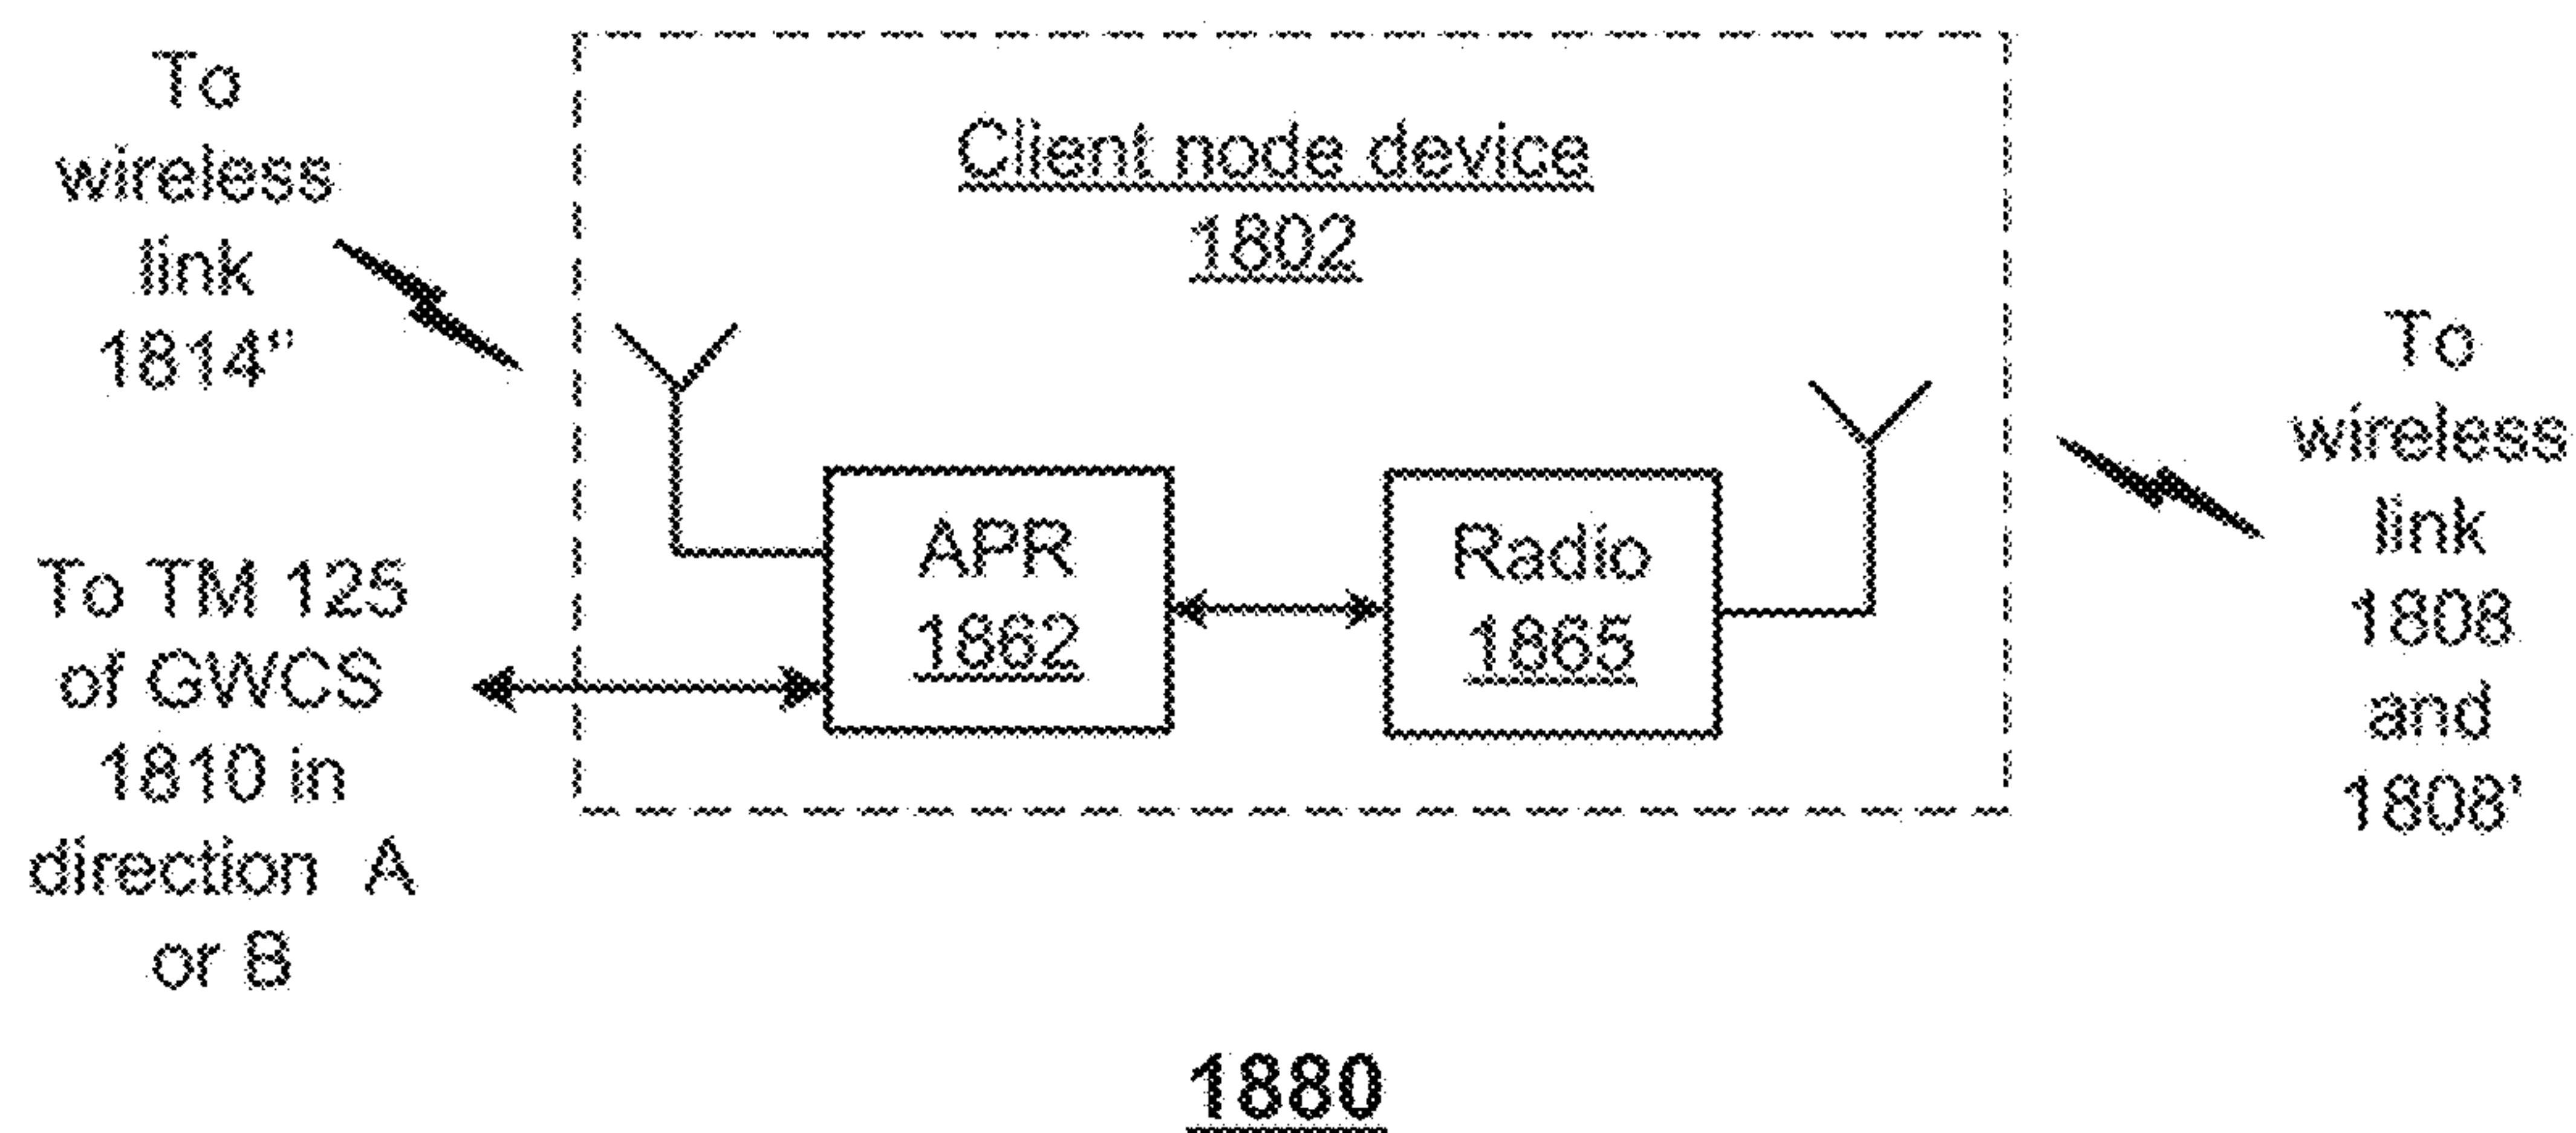 To
wireless
link
1814"
To TM 125
of GWCS
1810 in
direction A
or B
Client node device
1802
APR
1862
Radio
1865
To
wireless
link
1808
and
1808'
1880